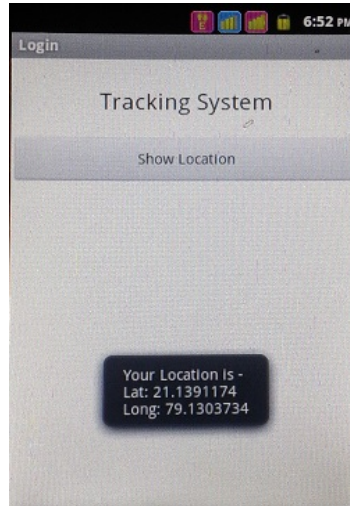 6:52 PM
Login
Tracking System
Show Location
Your Location is -
Lat: 21.1391174
Long: 79.1303734